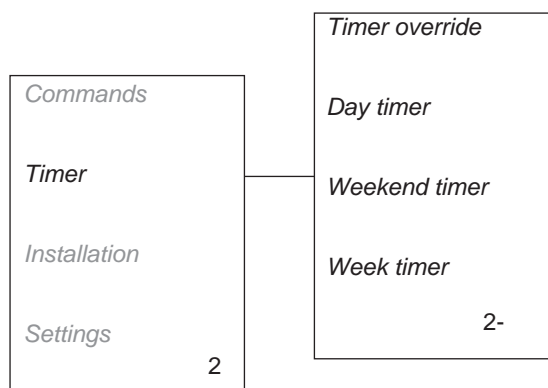 Commands
Timer
Installation
Settings
2
Timer override
Day timer
Weekend timer
Week timer
2-